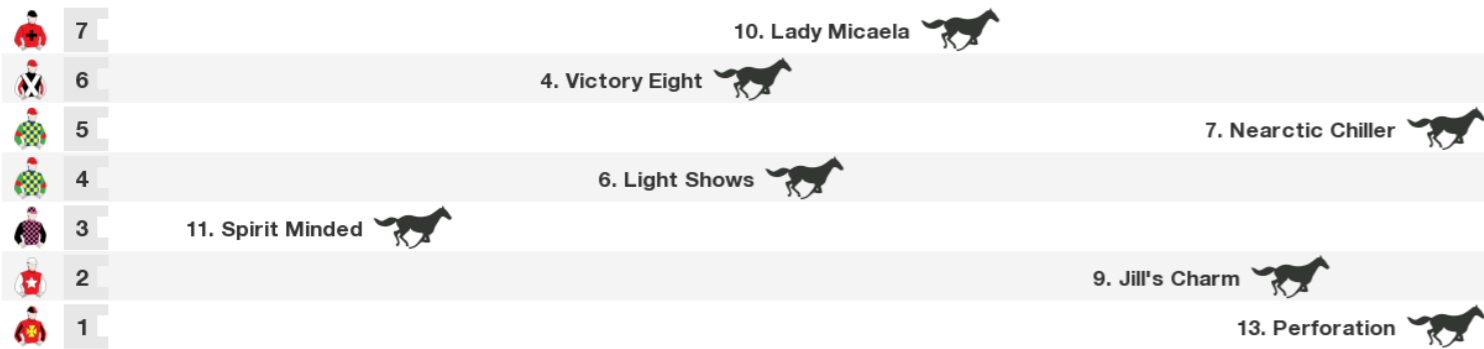 7 10. Lady Micaela
6 4. Victory Eight
5 7. Nearctic Chiller
4 6. Light Shows
3 11. Spirit Minded
2 9. Jill's Charm
1 13. Perforation